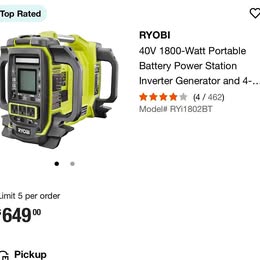 Top Rated
RYOBI
40V 1800-Watt Portable
Battery Power Station
Inverter Generator and 4-...
(4 / 462)
Model# RYi1802BT
RYOBI
Limit 5 per order
$649 00
Pickup